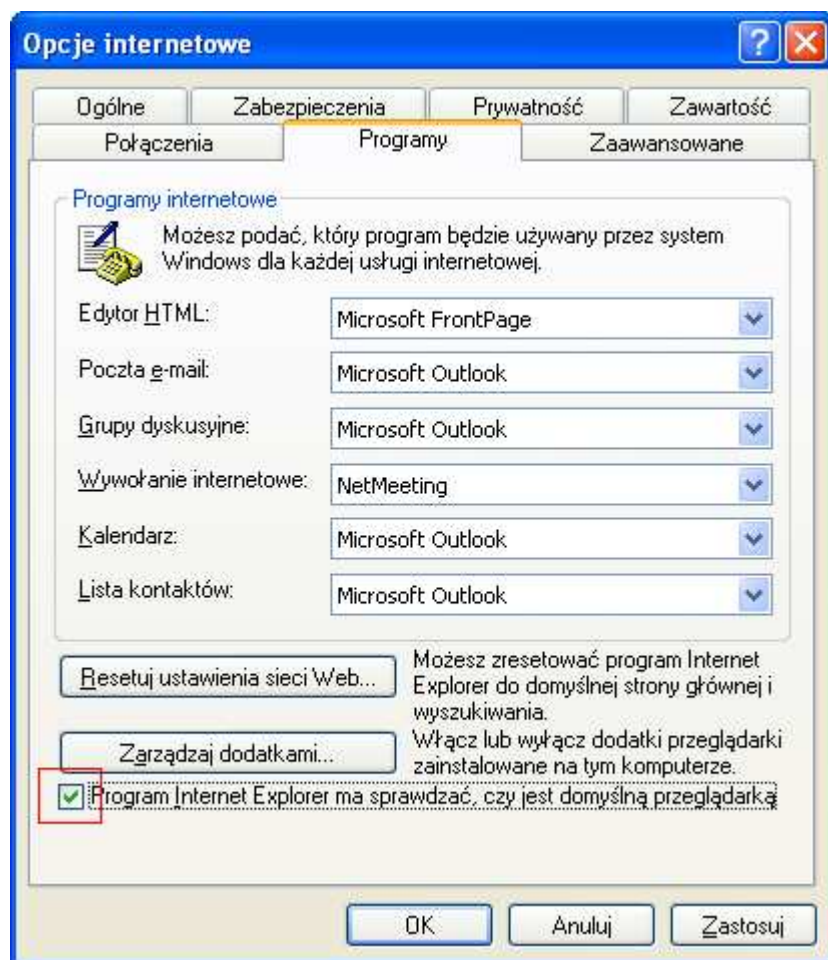 Opcje internetowe
Ogólne
Zabezpieczenia
Prywatność
Zawartość
Połączenia
Programy
Zaawansowane
Programy internetowe
Możesz podać, który program będzie używany przez system
Windows dla każdej usługi internetowej.
Edytor HTML:
Microsoft FrontPage
Poczta e-mail:
Microsoft Outlook
Grupy dyskusyjne:
Microsoft Outlook
Wywołanie internetowe:
NetMeeting
Kalendarz:
Microsoft Outlook
Lista kontaktów:
Microsoft Outlook
Resetuj ustawienia sieci Web...
Możesz zresetować program Internet
Explorer do domyślnej strony głównej i
wyszukiwania.
Zarządzaj dodatkami...
Włącz lub wyłącz dodatki przeglądarki
zainstalowane na tym komputerze.
Program Internet Explorer ma sprawdzać, czy jest domyślną przeglądarką
OK
Anuluj
Zastosuj